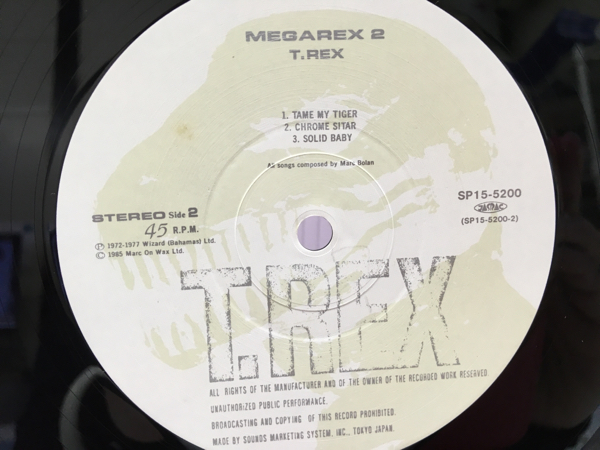 MEGAREX 2
T.REX
1. TAME MY TIGER
2. CHROME SITAR
3. SOLID BABY
All songs composed by Marc Bolan
SP15-5200
JASRAC
(SP15-5200-2)
STEREO Side 2
45 R.P.M.
Ⓟ 1972-1977 Wizard (Bahamas) Ltd.
© 1985 Marc On Wax Ltd.
T.REX
ALL RIGHTS OF THE MANUFACTURER AND OF THE OWNER OF THE RECORDED WORK RESERVED
UNAUTHORIZED PUBLIC PERFORMANCE.
BROADCASTING AND COPYING OF THIS RECORD PROHIBITED.
MADE BY SOUNDS MARKETING SYSTEM, INC., TOKYO JAPAN.